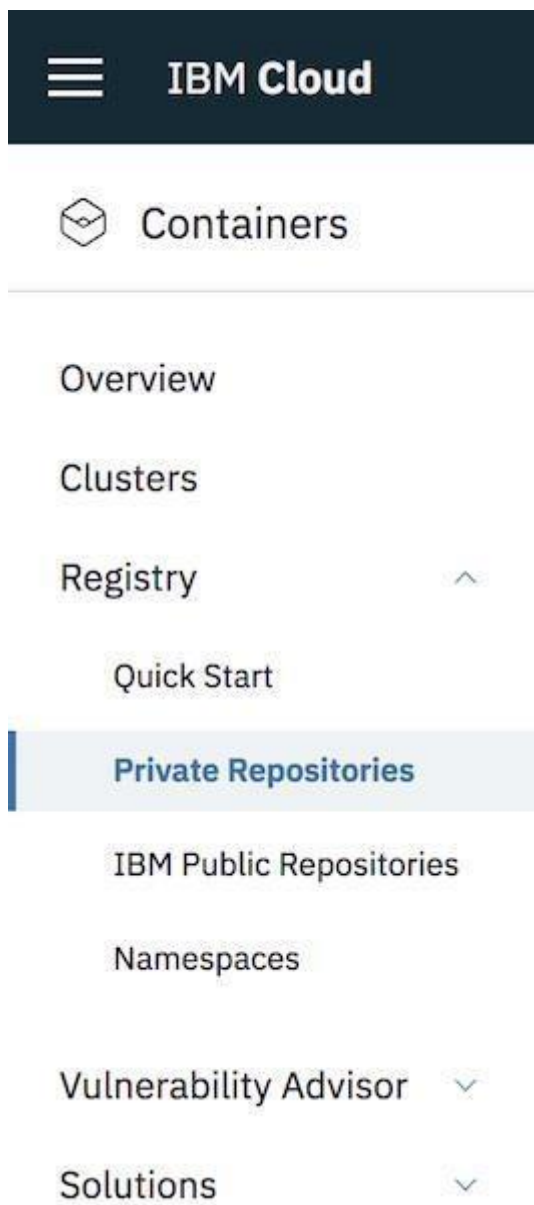 IBM Cloud
Containers
Overview
Clusters
Registry
Quick Start
Private Repositories
IBM Public Repositories
Namespaces
Vulnerability Advisor
Solutions